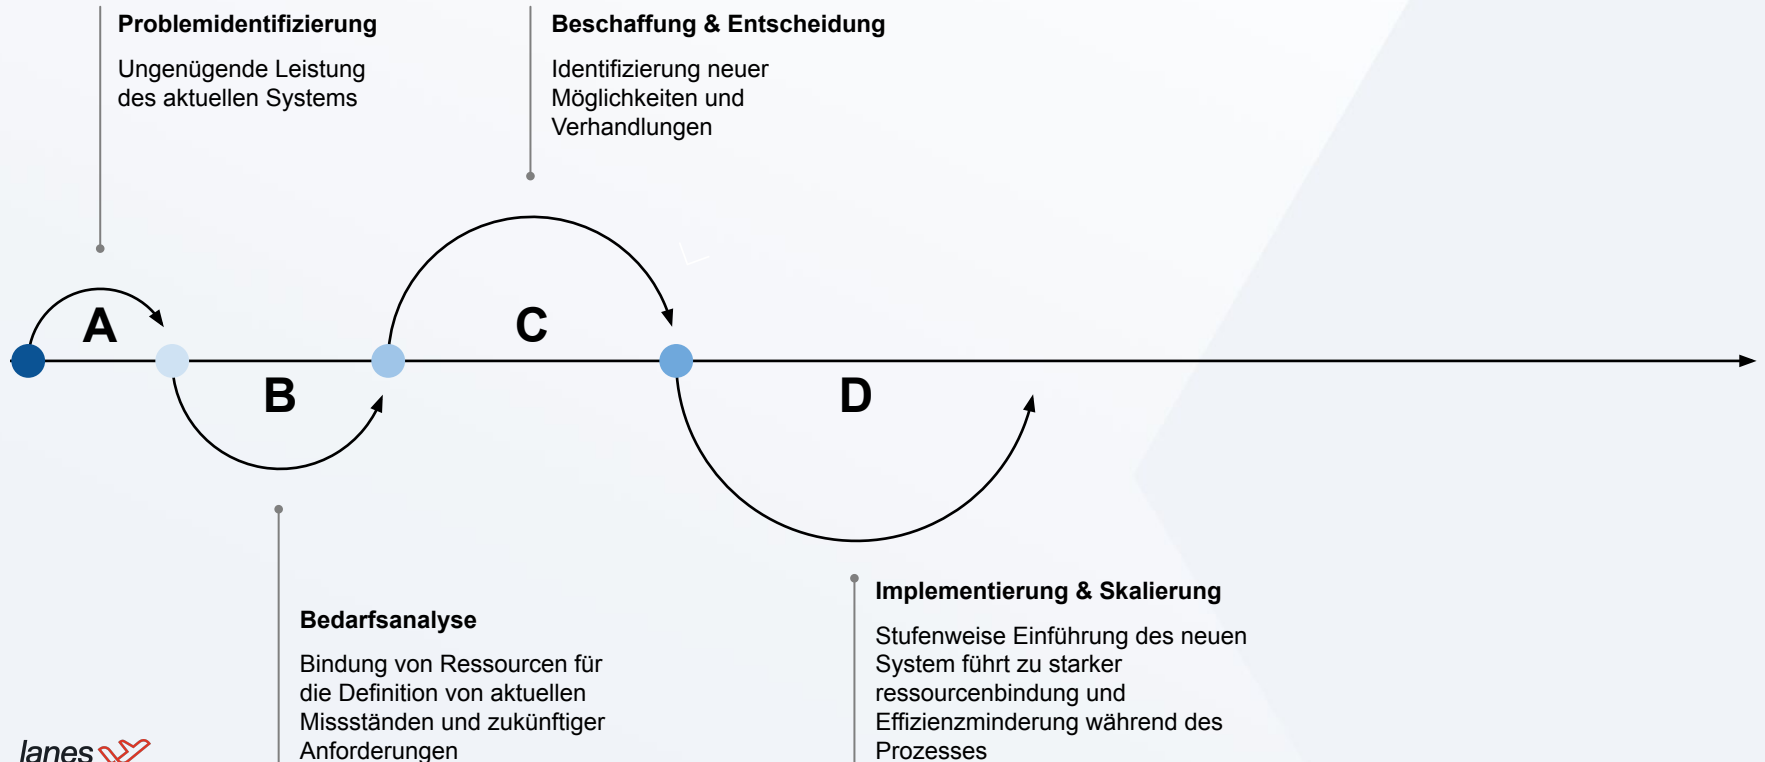 Problemidentifizierung
Ungenügende Leistung
des aktuellen Systems
Beschaffung & Entscheidung
Identifizierung neuer
Möglichkeiten und
Verhandlungen
A
C
B
D
Bedarfsanalyse
Bindung von Ressourcen für
die Definition von aktuellen
Missständen und zukünftiger
Anforderungen
Implementierung & Skalierung
Stufenweise Einführung des neuen
System führt zu starker
ressourcenbindung und
Effizienzminderung während des
Prozesses
lanes